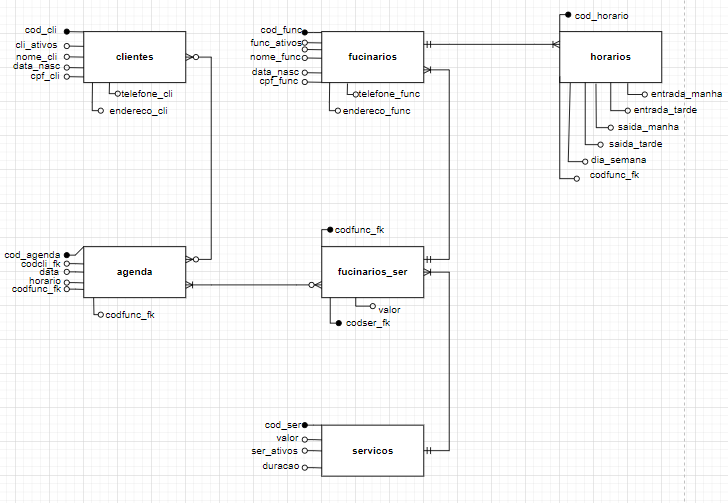 cod_cli
cli_ativos
nome_cli
data_nasc
cpf_cli
clientes
telefone_cli
endereco_cli
cod_func
func_ativos
nome_func
data_nasc
cpf_func
fucinarios
telefone_func
endereco_func
cod_horario
horarios
entrada_manha
entrada_tarde
saida_manha
saida_tarde
dia_semana
codfunc_fk
cod_agenda
codcli_fk
data
horario
codfunc_fk
agenda
codfunc_fk
codfunc_fk
fucinarios_ser
valor
codser_fk
cod_ser
valor
ser_ativos
duracao
servicos